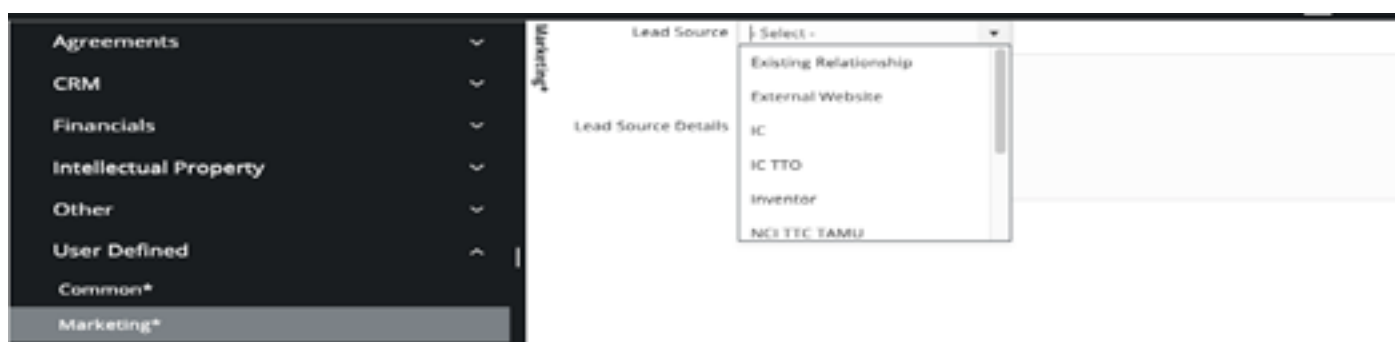 Agreements
CRM
Financials
Intellectual Property
Other
User Defined
Common*
Marketing*
Marketing*
Lead Source
- Select -
Existing Relationship
External Website
Lead Source Details
IC
IC TTO
Inventor
NCI TTC TAMU